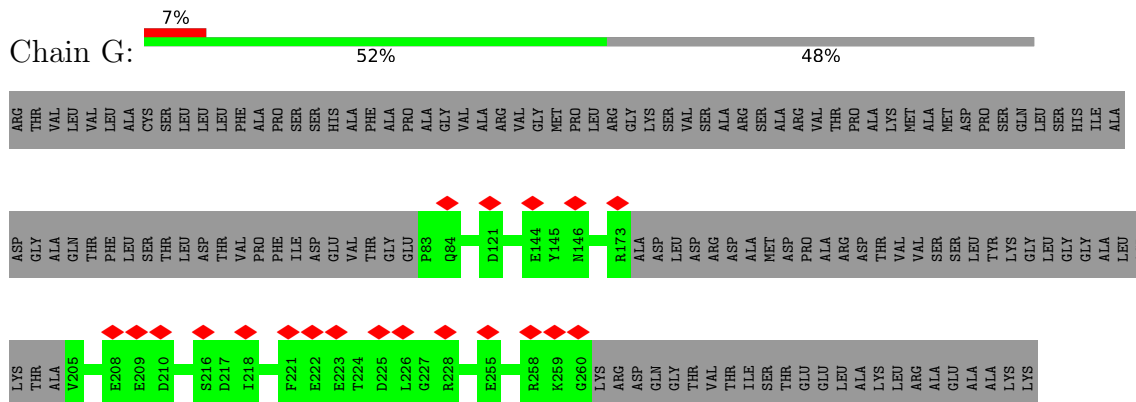 7%
Chain G:
52%
48%
ARG THR VAL LEU VAL LEU ALA CYS SER LEU LEU LEU PHE ALA PRO SER SER HIS ALA PHE ALA PRO ALA GLY VAL ALA ARG VAL GLY MET PRO LEU ARG GLY LYS SER VAL SER ALA ARG SER ALA ARG VAL THR PRO ALA LYS MET ALA MET ASP PRO SER GLN LEU SER HIS ILE ALA
ASP GLY ALA GLN THR PHE LEU SER THR LEU ASP THR VAL PRO PHE ILE ASP GLU VAL THR GLY GLU P83 Q84 D121 E144 Y145 N146 R173 ALA ASP LEU ASP ARG ASP ALA MET ASP PRO ALA ARG ASP THR VAL VAL SER SER LEU TYR LYS GLY LEU GLY GLY ALA LEU
LYS THR ALA V205 E208 E209 D210 S216 D217 I218 F221 E222 E223 T224 D225 L226 G227 R228 E255 R258 K259 G260 LYS ARG ASP GLN GLY THR VAL THR ILE SER THR GLU GLU LEU ALA LYS LEU ARG ALA GLU ALA ALA LYS LYS